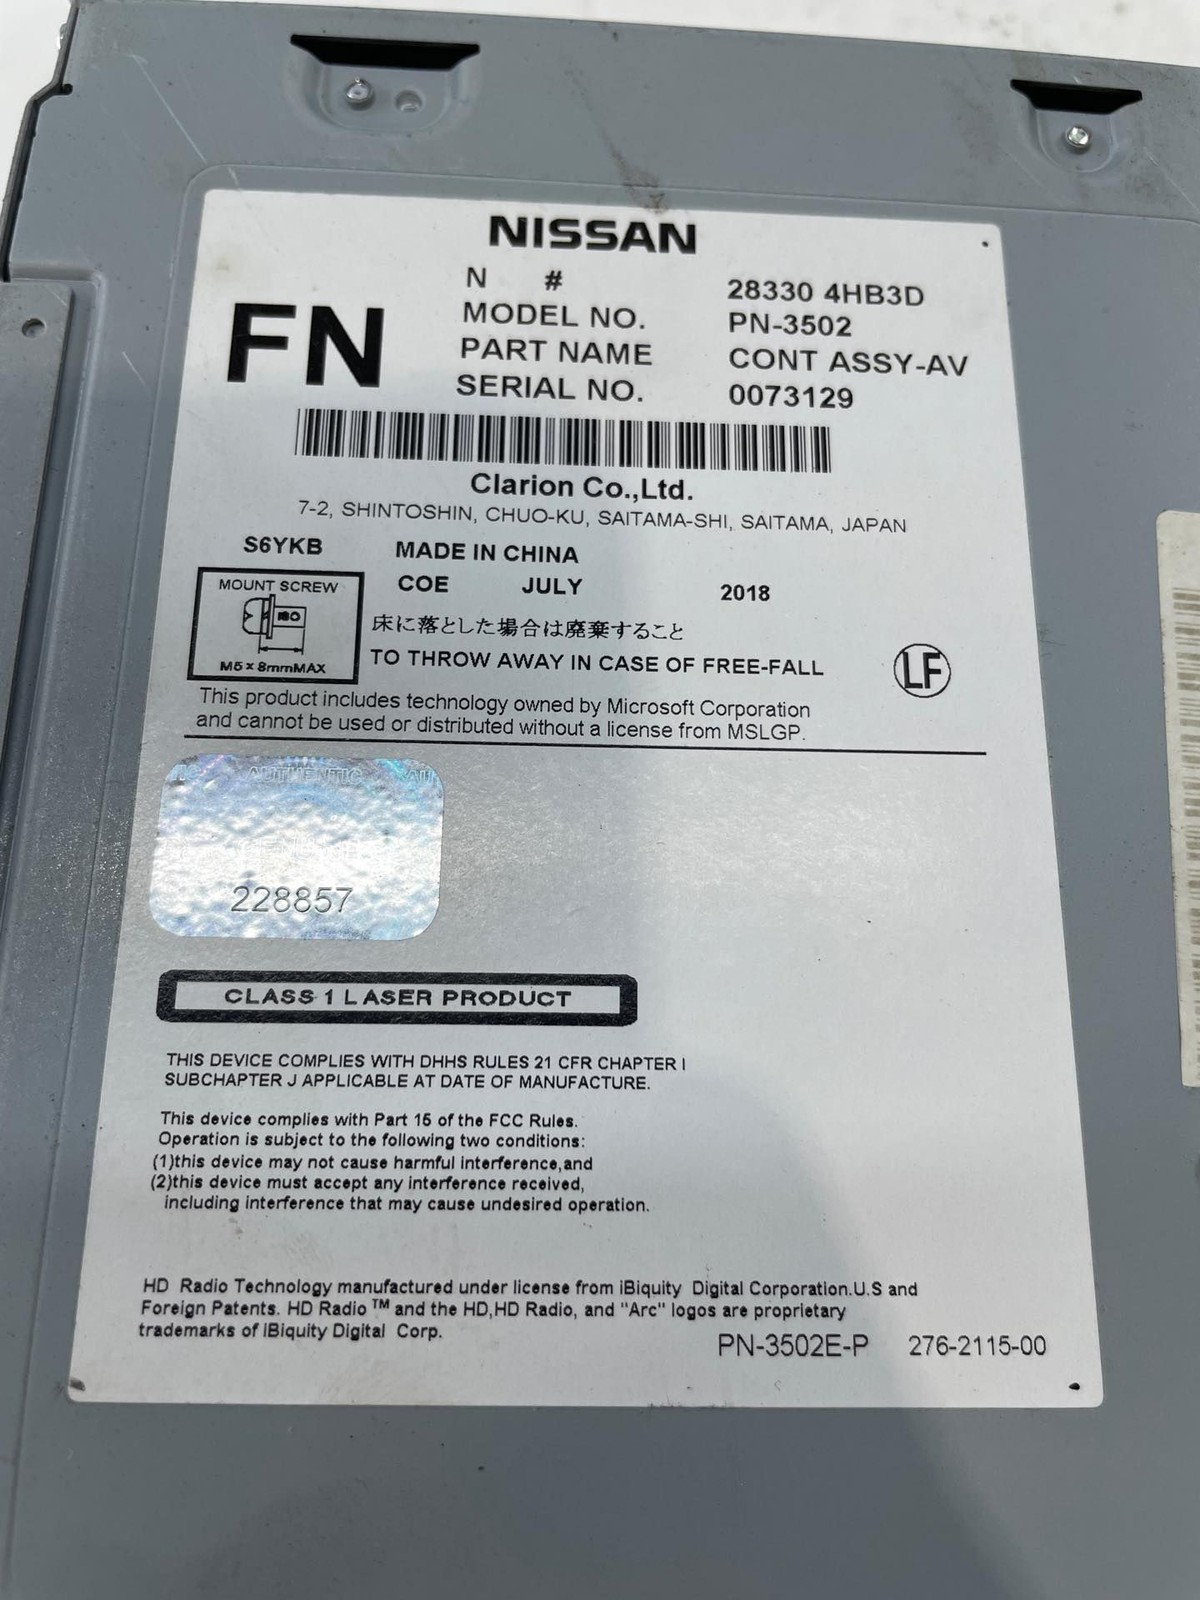 NISSAN
FN
N #
28330 4HB3D
MODEL NO.
PN-3502
PART NAME
CONT ASSY-AV
SERIAL NO.
0073129
Clarion Co.,Ltd.
7-2, SHINTOSHIN, CHUO-KU, SAITAMA-SHI, SAITAMA, JAPAN
S6YKB
MADE IN CHINA
COE JULY 2018
MOUNT SCREW
M5 × 8mmMAX
床に落とした場合は廃棄すること
TO THROW AWAY IN CASE OF FREE-FALL
LF
This product includes technology owned by Microsoft Corporation
and cannot be used or distributed without a license from MSLGP.
AUTHENTIC
228857
CLASS 1 LASER PRODUCT
THIS DEVICE COMPLIES WITH DHHS RULES 21 CFR CHAPTER I
SUBCHAPTER J APPLICABLE AT DATE OF MANUFACTURE.
This device complies with Part 15 of the FCC Rules.
Operation is subject to the following two conditions:
(1)this device may not cause harmful interference,and
(2)this device must accept any interference received,
including interference that may cause undesired operation.
HD Radio Technology manufactured under license from iBiquity Digital Corporation.U.S and
Foreign Patents. HD Radio™ and the HD,HD Radio, and "Arc" logos are proprietary
trademarks of iBiquity Digital Corp.
PN-3502E-P 276-2115-00